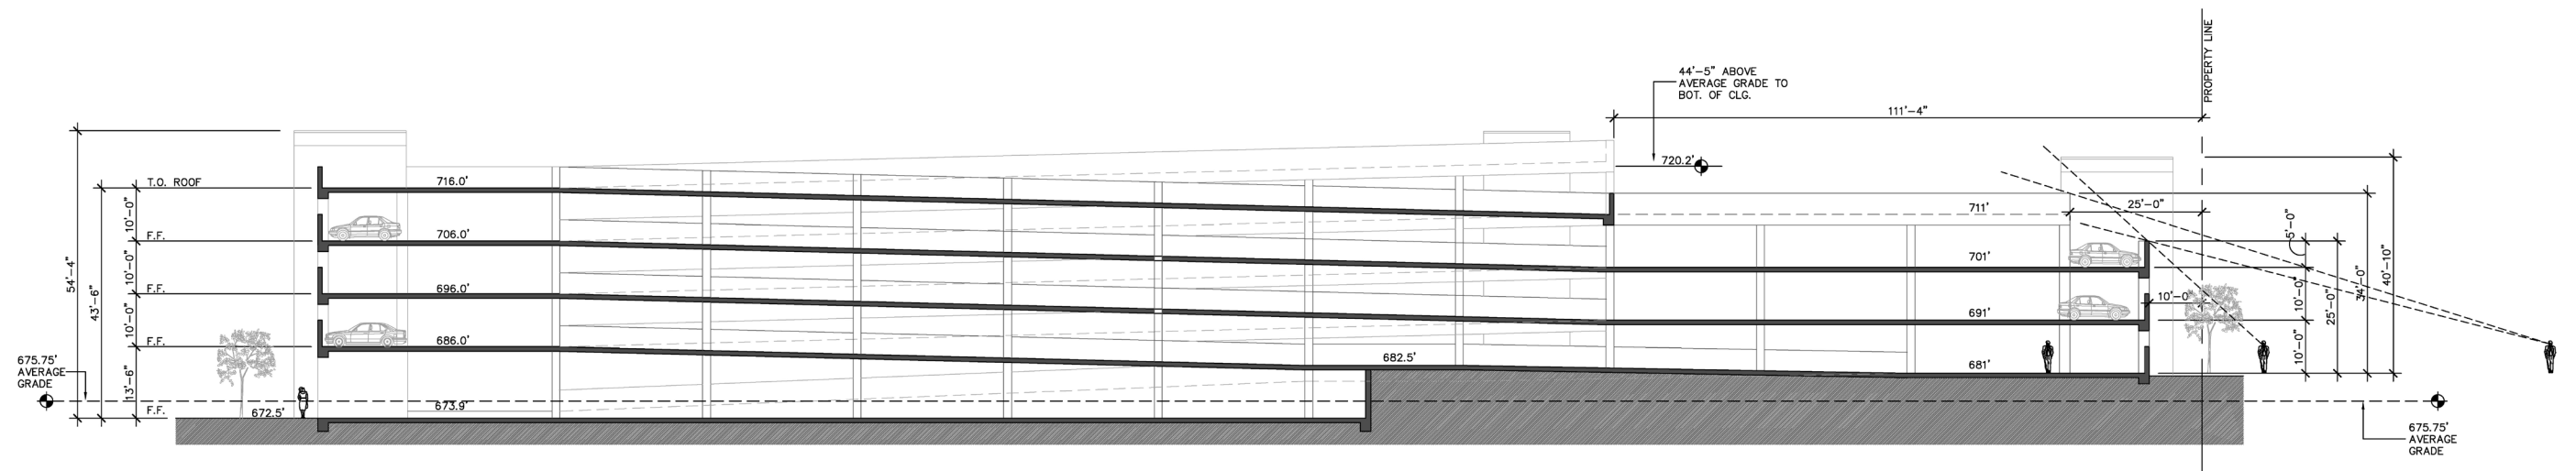 PROPERTY LINE
44'-5" ABOVE
AVERAGE GRADE TO
BOT. OF CLG.
111'-4"
720.2'
T.O. ROOF
716.0'
711'
25'-0"
F.F.
706.0'
701'
F.F.
696.0'
691'
10'-0"
F.F.
686.0'
682.5'
681'
F.F.
672.5'
673.9'
54'-4"
43'-6"
10'-0"
10'-0"
10'-0"
13'-6"
5'-0"
10'-0"
10'-0"
25'-0"
34'-0"
40'-10"
675.75'
AVERAGE
GRADE
675.75'
AVERAGE
GRADE